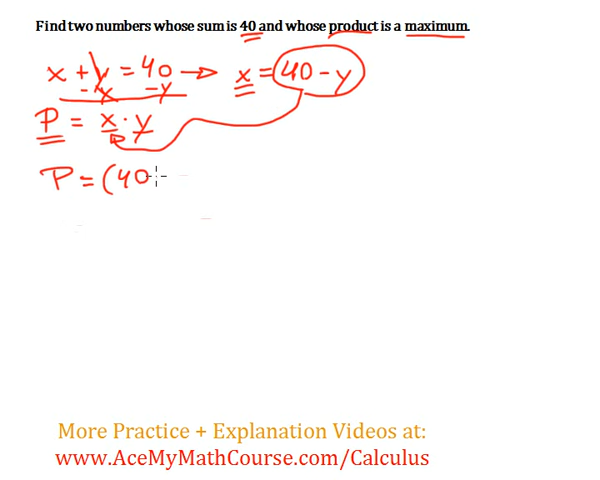 Find two numbers whose sum is 40 and whose product is a maximum.
x + y = 40 → x = 40 - y
- y - y
P = x · y
P = (40 -
More Practice + Explanation Videos at:
www.AceMyMathCourse.com/Calculus